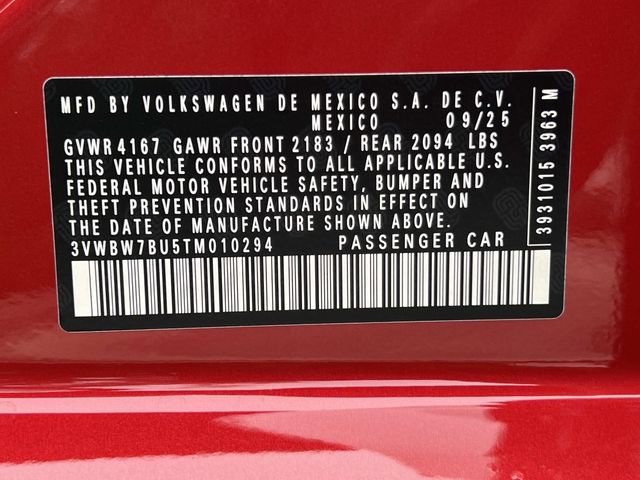 MFD BY VOLKSWAGEN DE MEXICO S.A. DE C.V.
MEXICO 09/25
GVWR 4167 GAWR FRONT 2183 / REAR 2094 LBS
THIS VEHICLE CONFORMS TO ALL APPLICABLE U.S.
FEDERAL MOTOR VEHICLE SAFETY, BUMPER AND
THEFT PREVENTION STANDARDS IN EFFECT ON
THE DATE OF MANUFACTURE SHOWN ABOVE.
3VWBW7BU5TM010294 PASSENGER CAR
3931015 3963 M